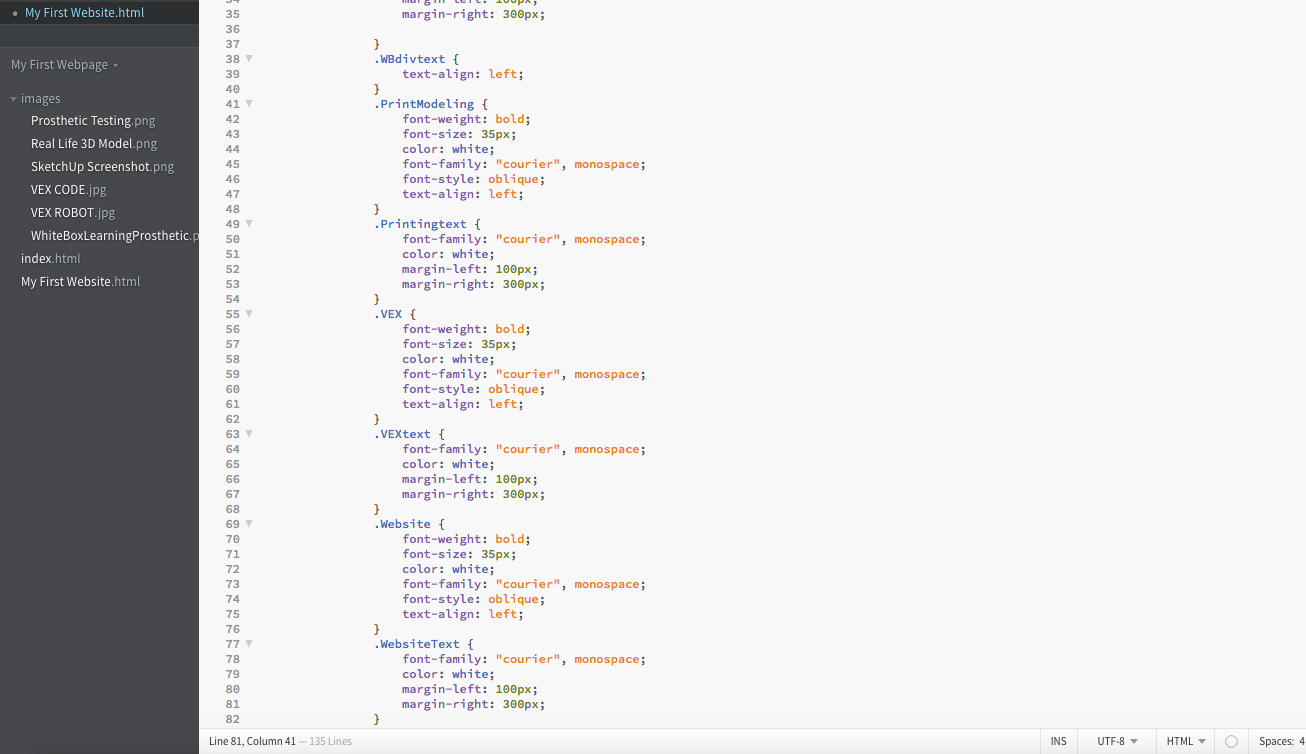 • My First Website.html
My First Webpage
images
Prosthetic Testing.png
Real Life 3D Model.png
SketchUp Screenshot.png
VEX CODE.jpg
VEX ROBOT.jpg
WhiteBoxLearningProsthetic.p
index.html
My First Website.html
34 margin-left: 100px;
35 margin-right: 300px;
36
37 }
38 .WBdivtext {
39 text-align: left;
40 }
41 .PrintModeling {
42 font-weight: bold;
43 font-size: 35px;
44 color: white;
45 font-family: "courier", monospace;
46 font-style: oblique;
47 text-align: left;
48 }
49 .Printingtext {
50 font-family: "courier", monospace;
51 color: white;
52 margin-left: 100px;
53 margin-right: 300px;
54 }
55 .VEX {
56 font-weight: bold;
57 font-size: 35px;
58 color: white;
59 font-family: "courier", monospace;
60 font-style: oblique;
61 text-align: left;
62 }
63 .VEXtext {
64 font-family: "courier", monospace;
65 color: white;
66 margin-left: 100px;
67 margin-right: 300px;
68 }
69 .Website {
70 font-weight: bold;
71 font-size: 35px;
72 color: white;
73 font-family: "courier", monospace;
74 font-style: oblique;
75 text-align: left;
76 }
77 .WebsiteText {
78 font-family: "courier", monospace;
79 color: white;
80 margin-left: 100px;
81 margin-right: 300px;
82 }
Line 81, Column 41 — 135 Lines
INS UTF-8 HTML Spaces: 4